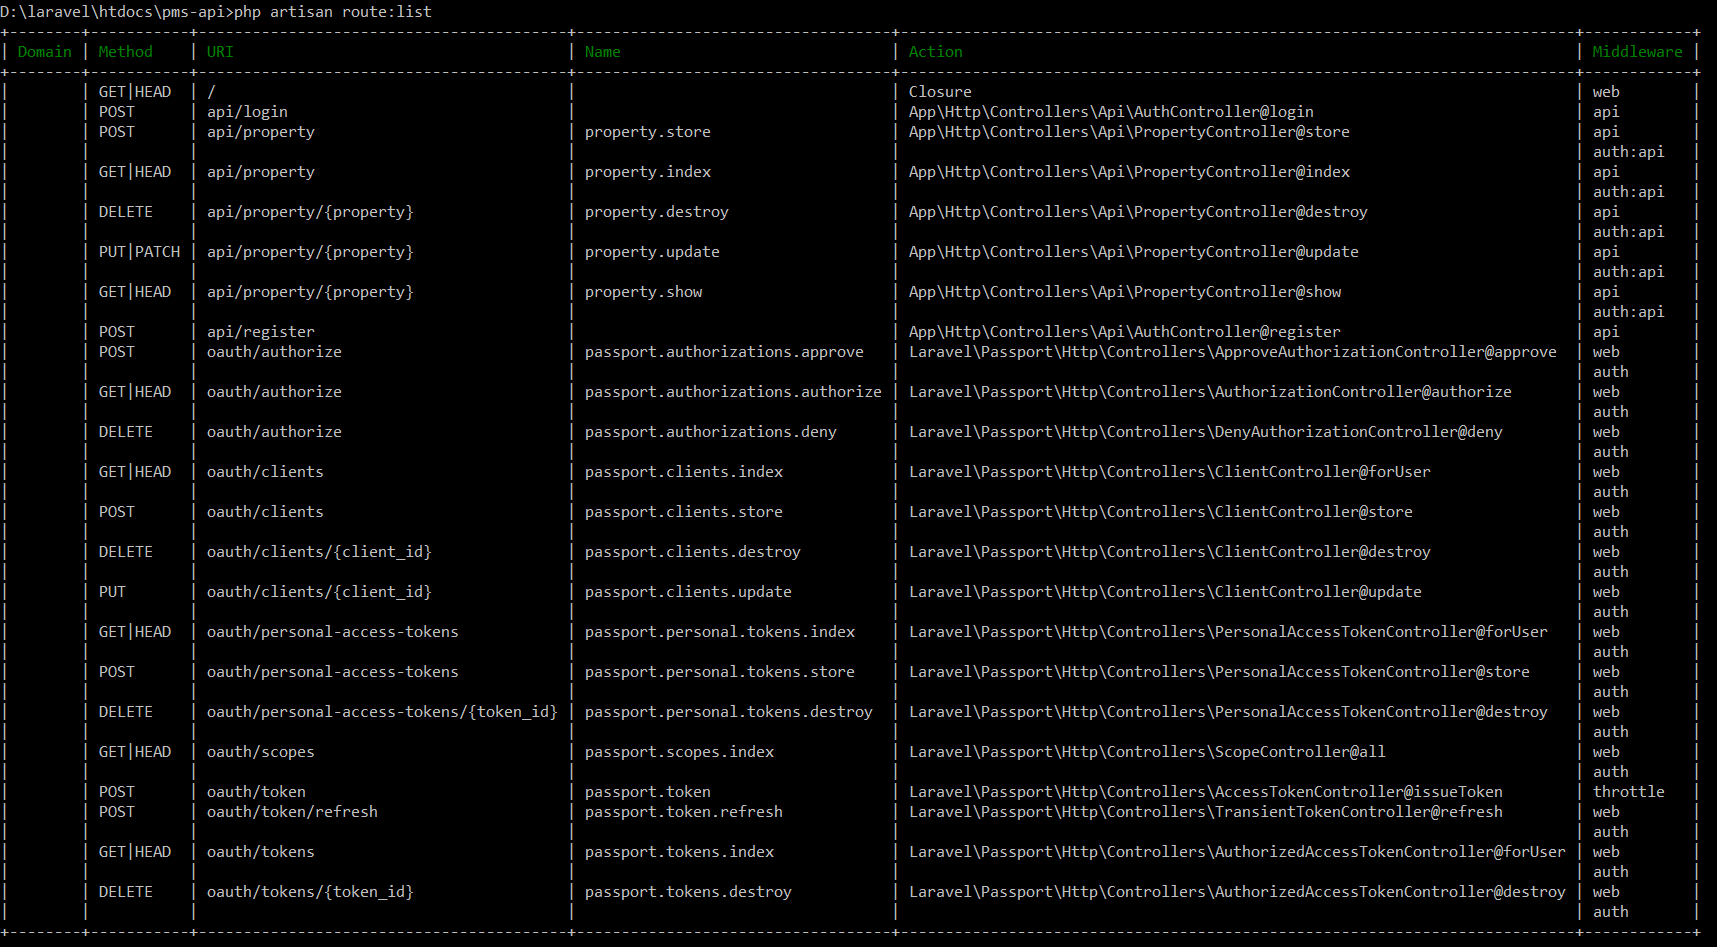 D:\laravel\htdocs\pms-api>php artisan route:list
+--------+-----------+-----------------------------------------+-----------------------------------+---------------------------------------------------------------------------+------------+
| Domain | Method    | URI                                     | Name                              | Action                                                                    | Middleware |
+--------+-----------+-----------------------------------------+-----------------------------------+---------------------------------------------------------------------------+------------+
|        | GET|HEAD  | /                                       |                                   | Closure                                                                   | web        |
|        | POST      | api/login                               |                                   | App\Http\Controllers\Api\AuthController@login                             | api        |
|        | POST      | api/property                            | property.store                    | App\Http\Controllers\Api\PropertyController@store                         | api        |
|        |           |                                         |                                   |                                                                           | auth:api   |
|        | GET|HEAD  | api/property                            | property.index                    | App\Http\Controllers\Api\PropertyController@index                         | api        |
|        |           |                                         |                                   |                                                                           | auth:api   |
|        | DELETE    | api/property/{property}                 | property.destroy                  | App\Http\Controllers\Api\PropertyController@destroy                       | api        |
|        |           |                                         |                                   |                                                                           | auth:api   |
|        | PUT|PATCH | api/property/{property}                 | property.update                   | App\Http\Controllers\Api\PropertyController@update                        | api        |
|        |           |                                         |                                   |                                                                           | auth:api   |
|        | GET|HEAD  | api/property/{property}                 | property.show                     | App\Http\Controllers\Api\PropertyController@show                          | api        |
|        |           |                                         |                                   |                                                                           | auth:api   |
|        | POST      | api/register                            |                                   | App\Http\Controllers\Api\AuthController@register                          | api        |
|        | POST      | oauth/authorize                         | passport.authorizations.approve   | Laravel\Passport\Http\Controllers\ApproveAuthorizationController@approve  | web        |
|        |           |                                         |                                   |                                                                           | auth       |
|        | GET|HEAD  | oauth/authorize                         | passport.authorizations.authorize | Laravel\Passport\Http\Controllers\AuthorizationController@authorize       | web        |
|        |           |                                         |                                   |                                                                           | auth       |
|        | DELETE    | oauth/authorize                         | passport.authorizations.deny      | Laravel\Passport\Http\Controllers\DenyAuthorizationController@deny        | web        |
|        |           |                                         |                                   |                                                                           | auth       |
|        | GET|HEAD  | oauth/clients                           | passport.clients.index            | Laravel\Passport\Http\Controllers\ClientController@forUser                | web        |
|        |           |                                         |                                   |                                                                           | auth       |
|        | POST      | oauth/clients                           | passport.clients.store            | Laravel\Passport\Http\Controllers\ClientController@store                  | web        |
|        |           |                                         |                                   |                                                                           | auth       |
|        | DELETE    | oauth/clients/{client_id}               | passport.clients.destroy          | Laravel\Passport\Http\Controllers\ClientController@destroy                | web        |
|        |           |                                         |                                   |                                                                           | auth       |
|        | PUT       | oauth/clients/{client_id}               | passport.clients.update           | Laravel\Passport\Http\Controllers\ClientController@update                 | web        |
|        |           |                                         |                                   |                                                                           | auth       |
|        | GET|HEAD  | oauth/personal-access-tokens            | passport.personal.tokens.index    | Laravel\Passport\Http\Controllers\PersonalAccessTokenController@forUser   | web        |
|        |           |                                         |                                   |                                                                           | auth       |
|        | POST      | oauth/personal-access-tokens            | passport.personal.tokens.store    | Laravel\Passport\Http\Controllers\PersonalAccessTokenController@store     | web        |
|        |           |                                         |                                   |                                                                           | auth       |
|        | DELETE    | oauth/personal-access-tokens/{token_id} | passport.personal.tokens.destroy  | Laravel\Passport\Http\Controllers\PersonalAccessTokenController@destroy   | web        |
|        |           |                                         |                                   |                                                                           | auth       |
|        | GET|HEAD  | oauth/scopes                            | passport.scopes.index             | Laravel\Passport\Http\Controllers\ScopeController@all                     | web        |
|        |           |                                         |                                   |                                                                           | auth       |
|        | POST      | oauth/token                             | passport.token                    | Laravel\Passport\Http\Controllers\AccessTokenController@issueToken        | throttle   |
|        | POST      | oauth/token/refresh                     | passport.token.refresh            | Laravel\Passport\Http\Controllers\TransientTokenController@refresh        | web        |
|        |           |                                         |                                   |                                                                           | auth       |
|        | GET|HEAD  | oauth/tokens                            | passport.tokens.index             | Laravel\Passport\Http\Controllers\AuthorizedAccessTokenController@forUser | web        |
|        |           |                                         |                                   |                                                                           | auth       |
|        | DELETE    | oauth/tokens/{token_id}                 | passport.tokens.destroy           | Laravel\Passport\Http\Controllers\AuthorizedAccessTokenController@destroy | web        |
|        |           |                                         |                                   |                                                                           | auth       |
+--------+-----------+-----------------------------------------+-----------------------------------+---------------------------------------------------------------------------+------------+